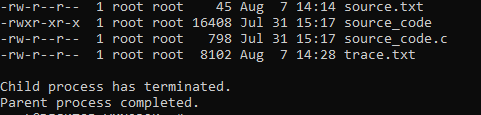 -rw-r--r-- 1 root root 45 Aug 7 14:14 source.txt
-rwxr-xr-x 1 root root 16408 Jul 31 15:17 source_code
-rw-r--r-- 1 root root 798 Jul 31 15:17 source_code.c
-rw-r--r-- 1 root root 8102 Aug 7 14:28 trace.txt
Child process has terminated.
Parent process completed.